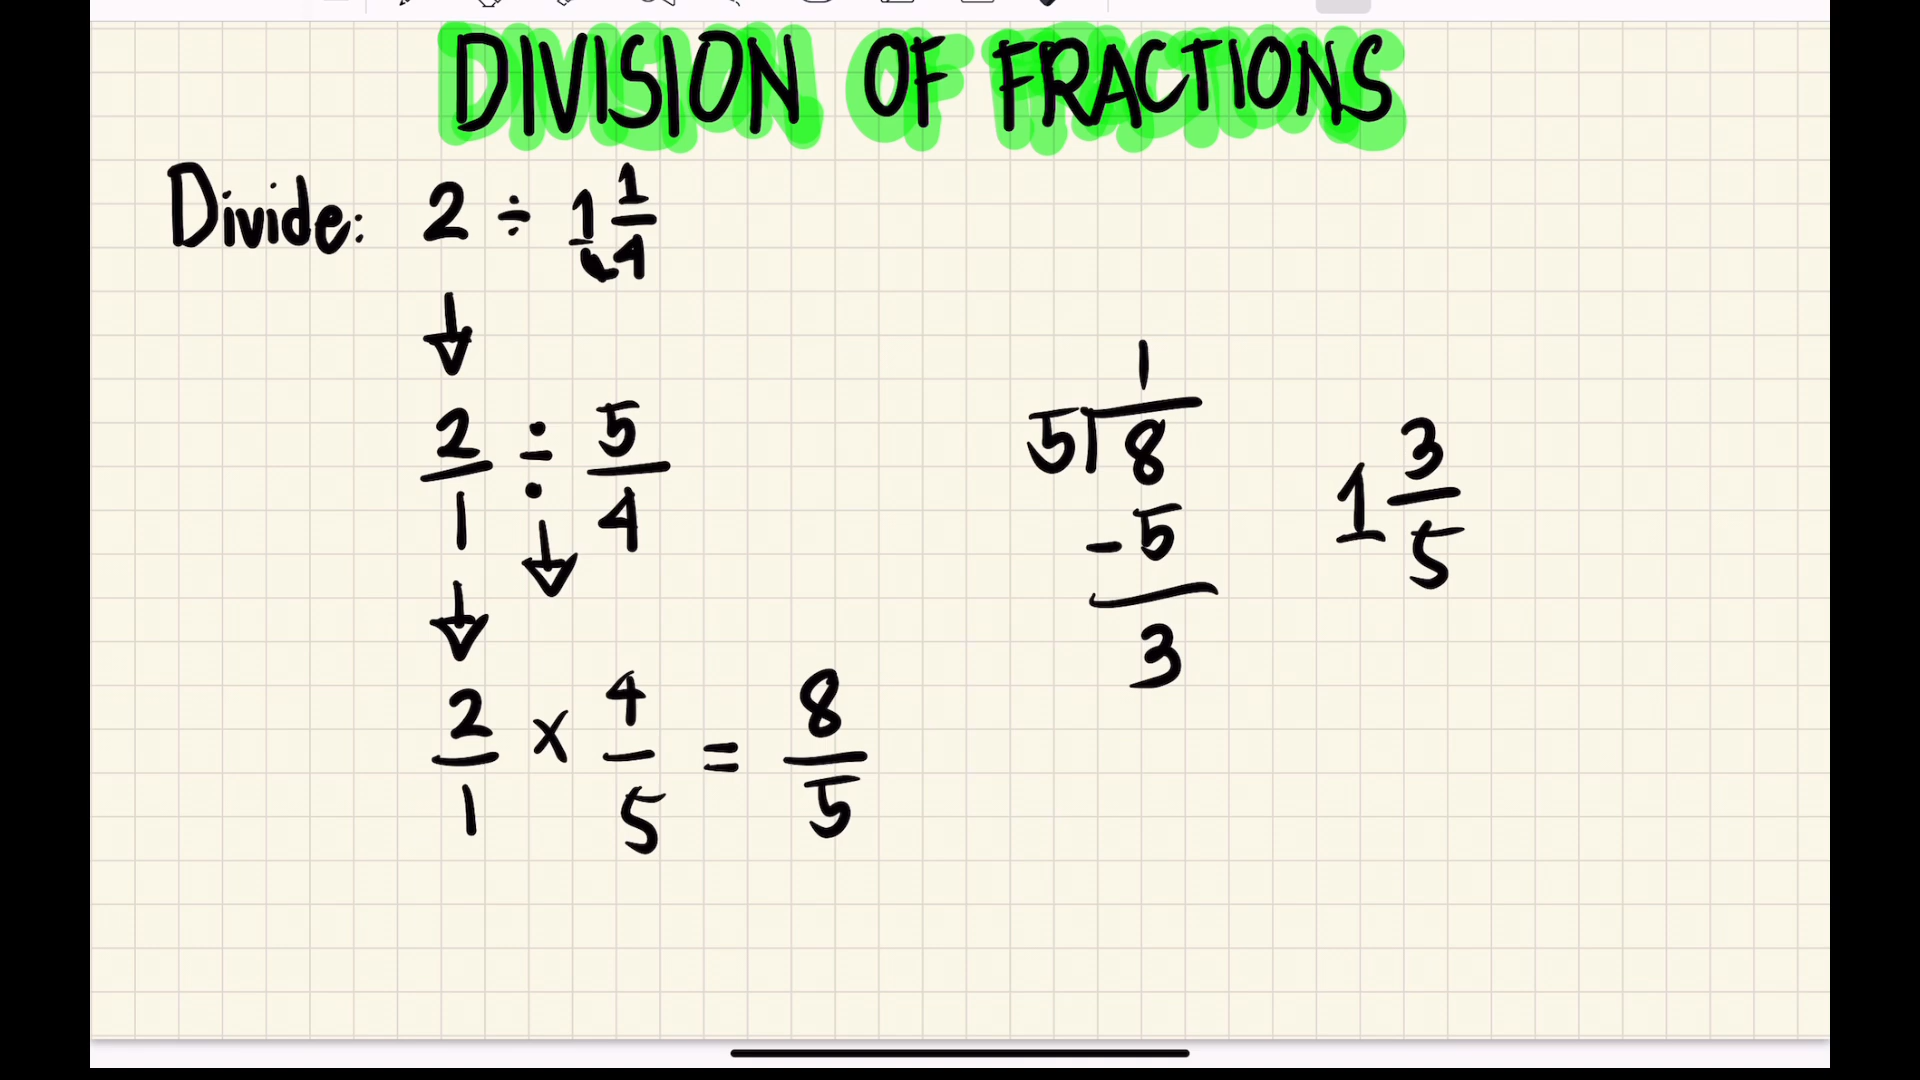 DIVISION OF FRACTIONS
Divide: 2 ÷ 1 1/4
2/1 ÷ 5/4
2/1 x 4/5 = 8/5
1
5 8
- 5
3
1 3/5